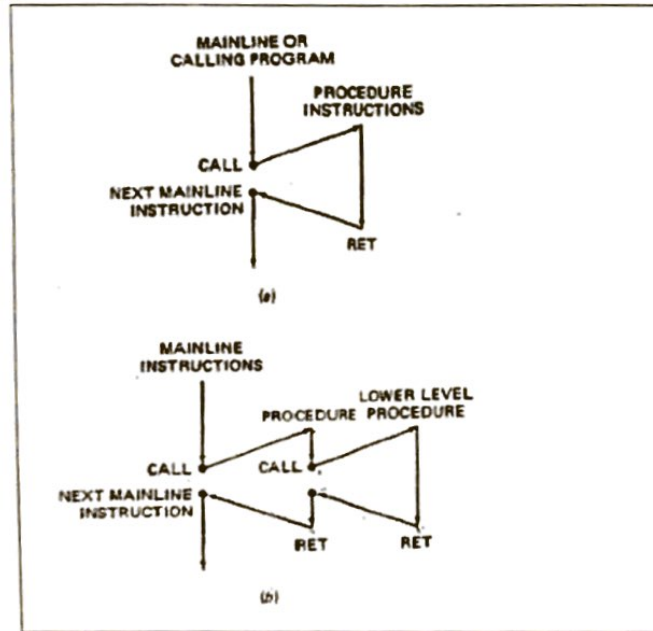 MAINLINE OR
CALLING PROGRAM
PROCEDURE
INSTRUCTIONS
CALL
NEXT MAINLINE
INSTRUCTION
RET
(a)
MAINLINE
INSTRUCTIONS
LOWER LEVEL
PROCEDURE
PROCEDURE
CALL
CALL
NEXT MAINLINE
INSTRUCTION
RET
RET
(b)